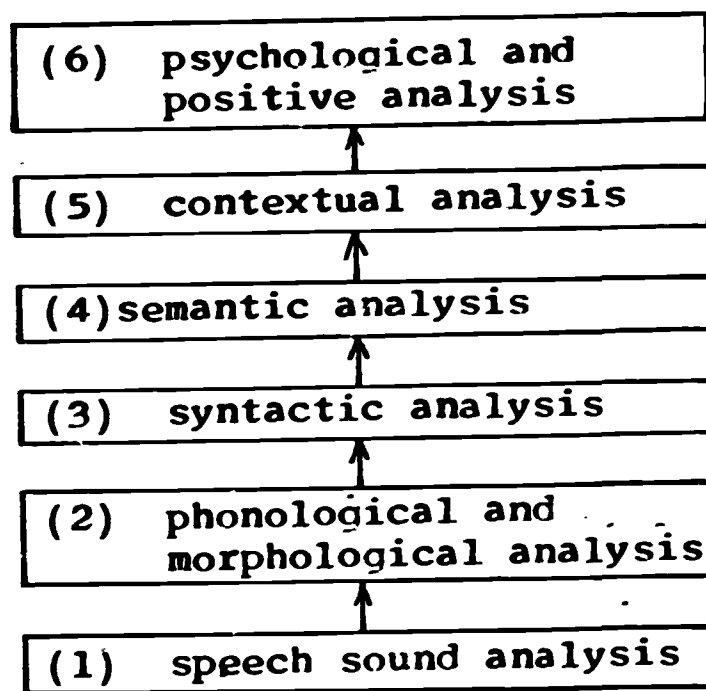 (6) psychological and
positive analysis
(5) contextual analysis
(4)semantic analysis
(3) syntactic analysis
(2) phonological and
morphological analysis
(1) speech sound analysis